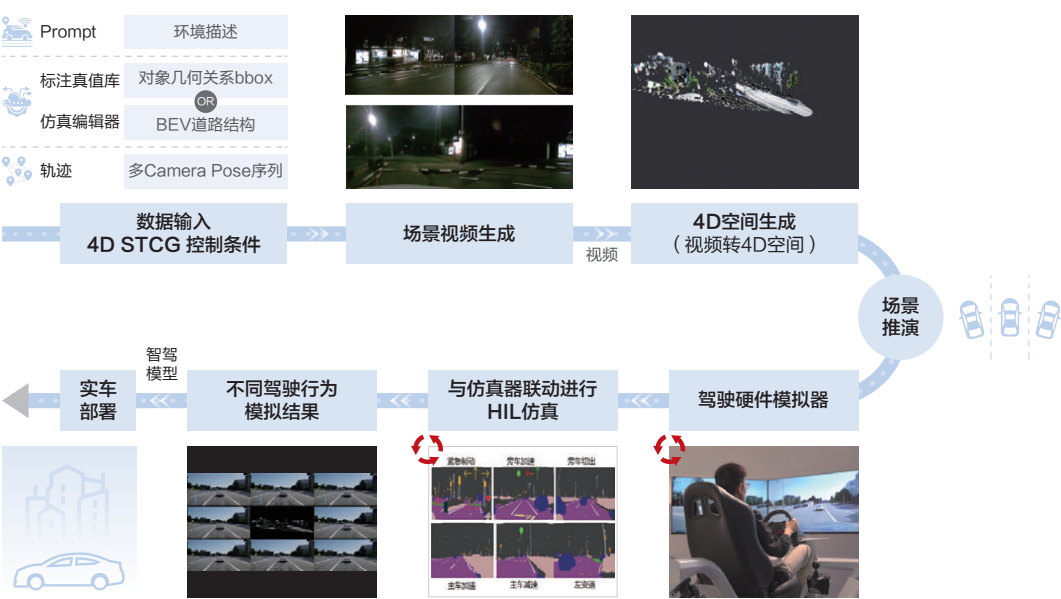 Prompt
环境描述
标注真值库
对象几何关系bbox
OR
仿真编辑器
BEV道路结构
轨迹
多Camera Pose序列
数据输入
4D STCG 控制条件
场景视频生成
视频
4D空间生成
（视频转4D空间）
场景
推演
驾驶硬件模拟器
与仿真器联动进行
HIL仿真
不同驾驶行为
模拟结果
智驾
模型
实车
部署
紧急制动
旁车加速
旁车切出
主车加速
主车减速
左变道